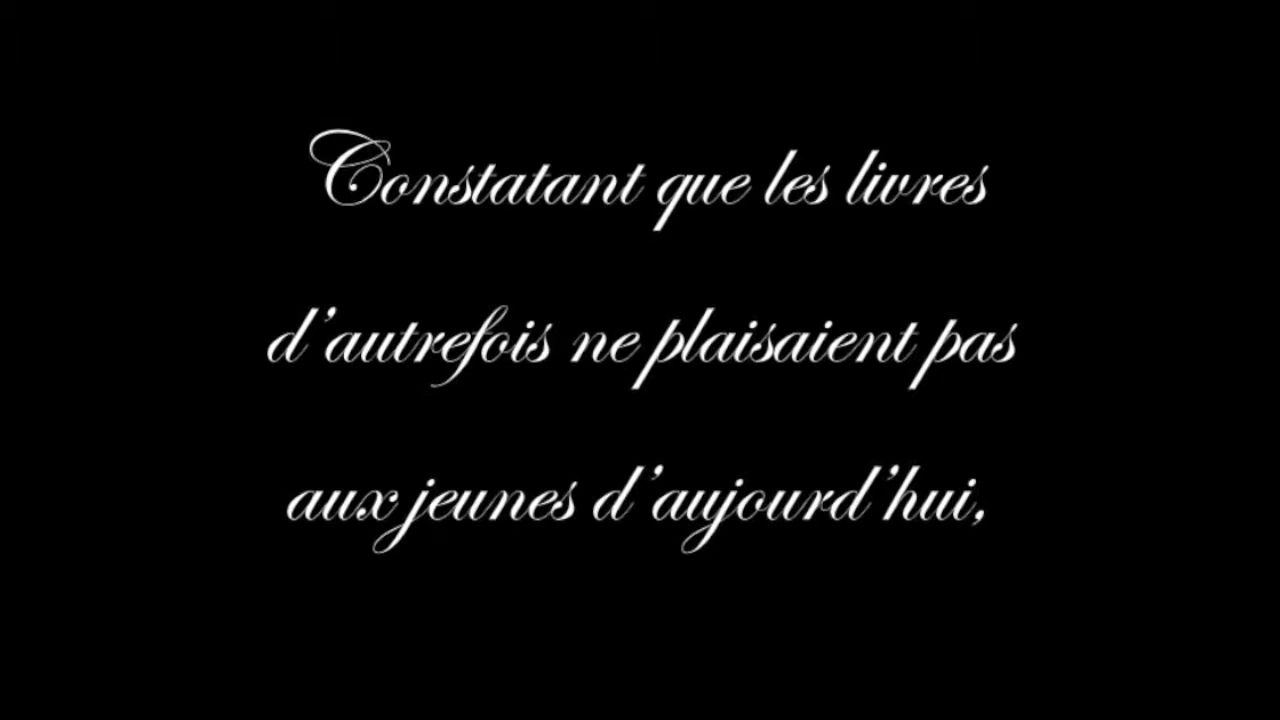 Constatant que les livres
d'autrefois ne plaisaient pas
aux jeunes d'aujourd'hui,